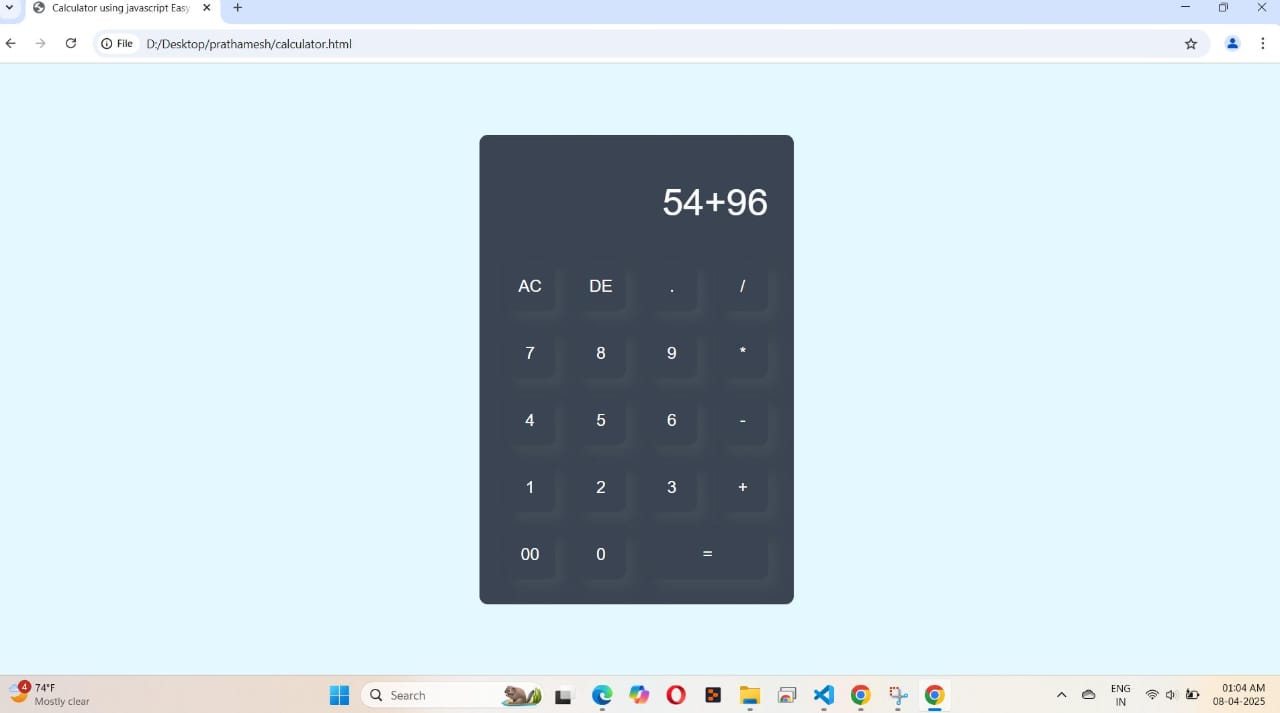 Calculator using javascript Easy
File D:/Desktop/prathamesh/calculator.html
54+96
AC DE . /
7 8 9 *
4 5 6 -
1 2 3 +
00 0 =
4
74°F
Mostly clear
Search
ENG
IN
01:04 AM
08-04-2025